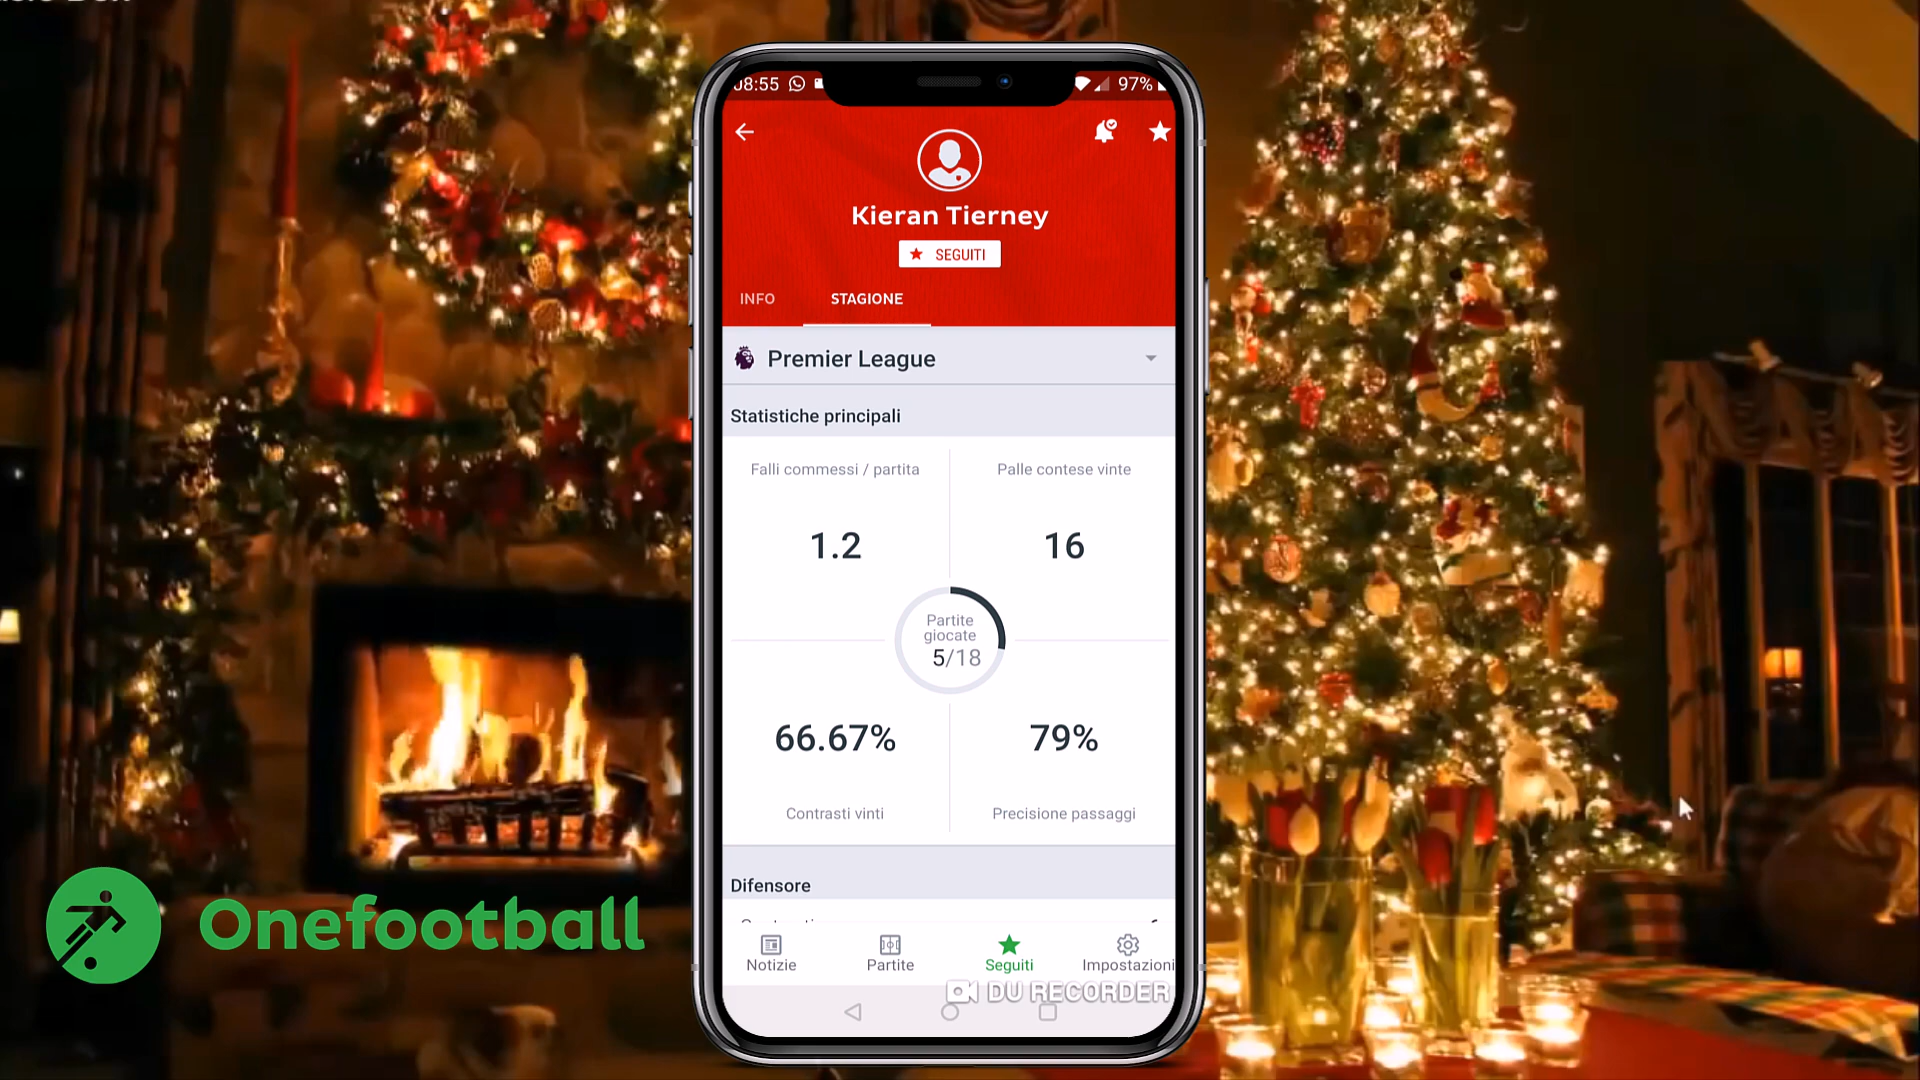 08:55
97%
Kieran Tierney
SEGUITI
INFO
STAGIONE
Premier League
Statistiche principali
Falli commessi / partita
Palle contese vinte
1.2
16
Partite
giocate
5/18
66.67%
79%
Contrasti vinti
Precisione passaggi
Difensore
Notizie
Partite
Seguiti
Impostazioni
DU RECORDER
Onefootball